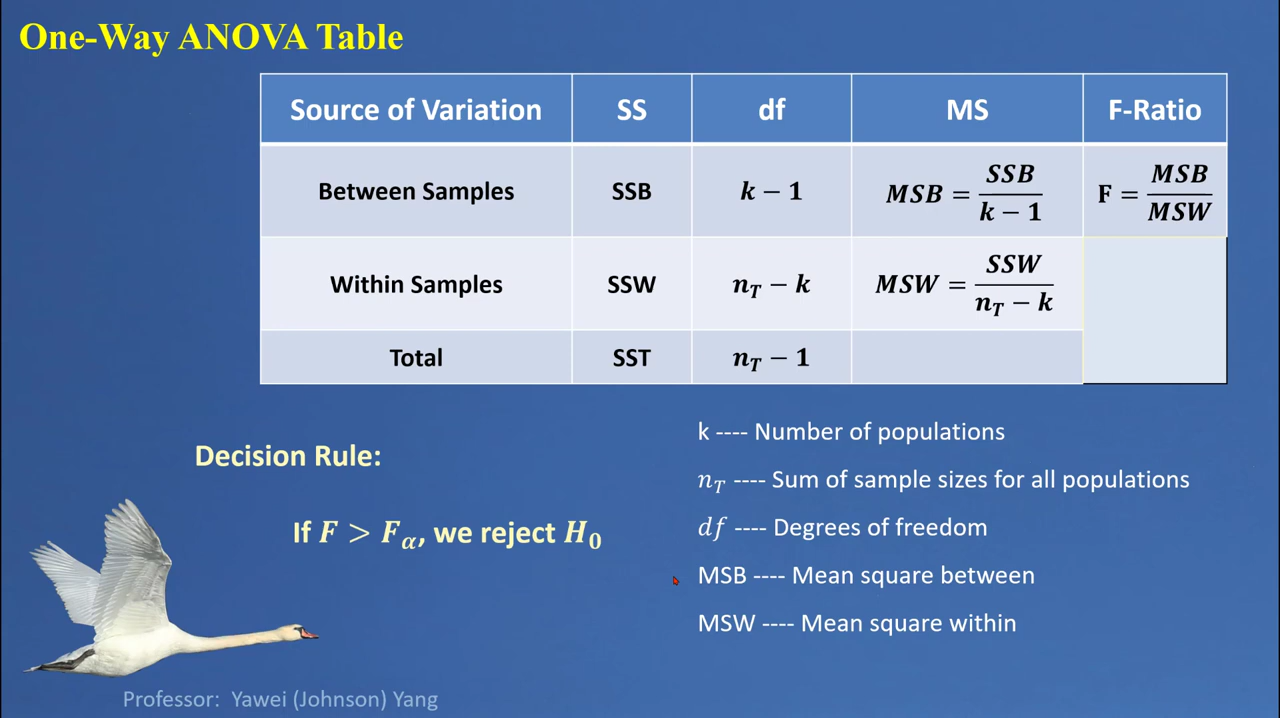 One-Way ANOVA Table
Source of Variation SS df MS F-Ratio
Between Samples SSB k − 1 MSB = SSB / k − 1 F = MSB / MSW
Within Samples SSW n_T − k MSW = SSW / n_T − k
Total SST n_T − 1
Decision Rule:
If F > F_α, we reject H_0
k ---- Number of populations
n_T ---- Sum of sample sizes for all populations
df ---- Degrees of freedom
MSB ---- Mean square between
MSW ---- Mean square within
Professor: Yawei (Johnson) Yang